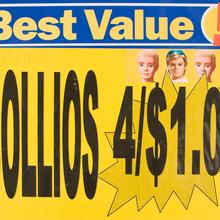 Best Value
OLLIOS 4/$1.0